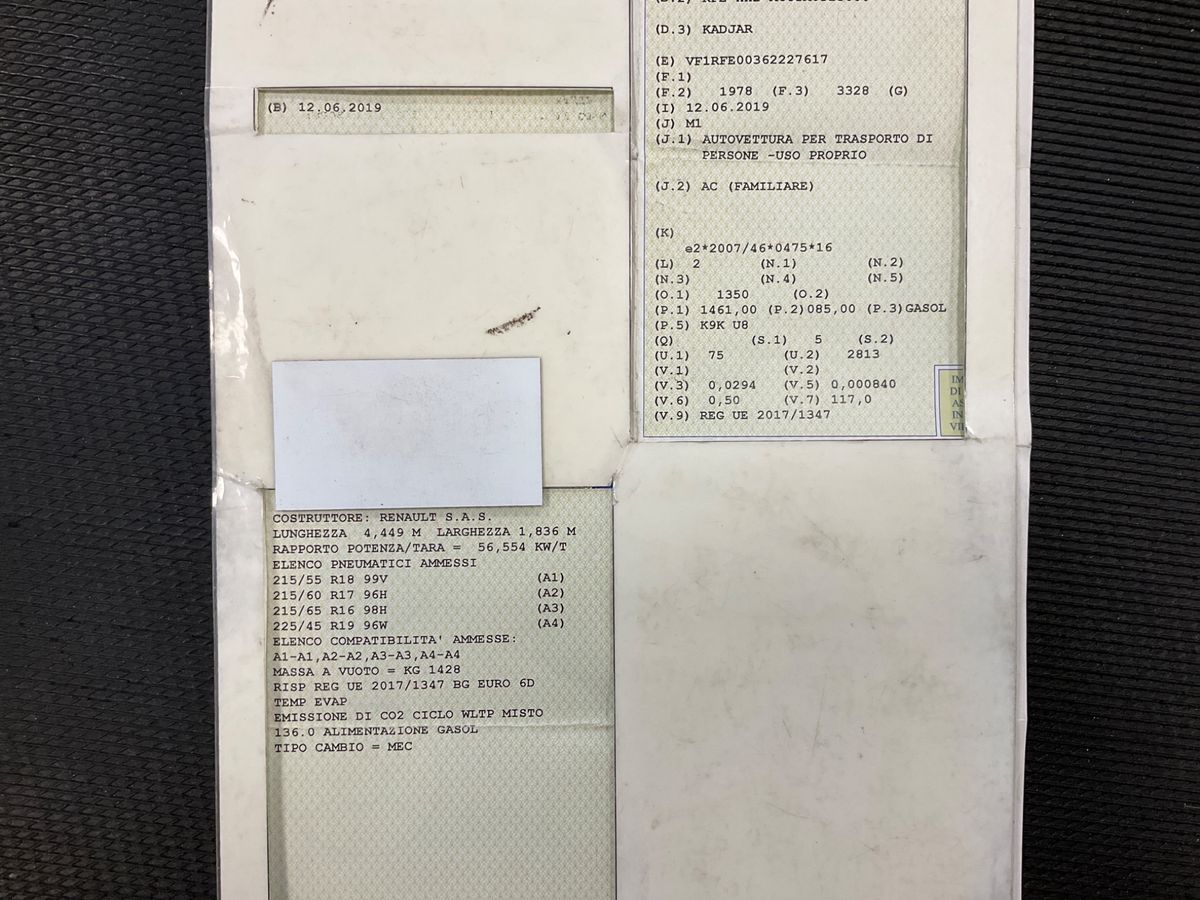 (B) 12.06.2019
(D.3) KADJAR
(E) VF1RFE00362227617
(F.1)
(F.2) 1978 (F.3) 3328 (G)
(I) 12.06.2019
(J) M1
(J.1) AUTOVETTURA PER TRASPORTO DI
PERSONE -USO PROPRIO
(J.2) AC (FAMILIARE)
(K)
e2*2007/46*0475*16
(L) 2 (N.1) (N.2)
(N.3) (N.4) (N.5)
(O.1) 1350 (O.2)
(P.1) 1461,00 (P.2)085,00 (P.3)GASOL
(P.5) K9K U8
(Q) (S.1) 5 (S.2)
(U.1) 75 (U.2) 2813
(V.1) (V.2)
(V.3) 0,0294 (V.5) 0,000840
(V.6) 0,50 (V.7) 117,0
(V.9) REG UE 2017/1347
IM
DI
AS
IN
VI
COSTRUTTORE: RENAULT S.A.S.
LUNGHEZZA 4,449 M LARGHEZZA 1,836 M
RAPPORTO POTENZA/TARA = 56,554 KW/T
ELENCO PNEUMATICI AMMESSI
215/55 R18 99V (A1)
215/60 R17 96H (A2)
215/65 R16 98H (A3)
225/45 R19 96W (A4)
ELENCO COMPATIBILITA' AMMESSE:
A1-A1,A2-A2,A3-A3,A4-A4
MASSA A VUOTO = KG 1428
RISP REG UE 2017/1347 BG EURO 6D
TEMP EVAP
EMISSIONE DI CO2 CICLO WLTP MISTO
136.0 ALIMENTAZIONE GASOL
TIPO CAMBIO = MEC